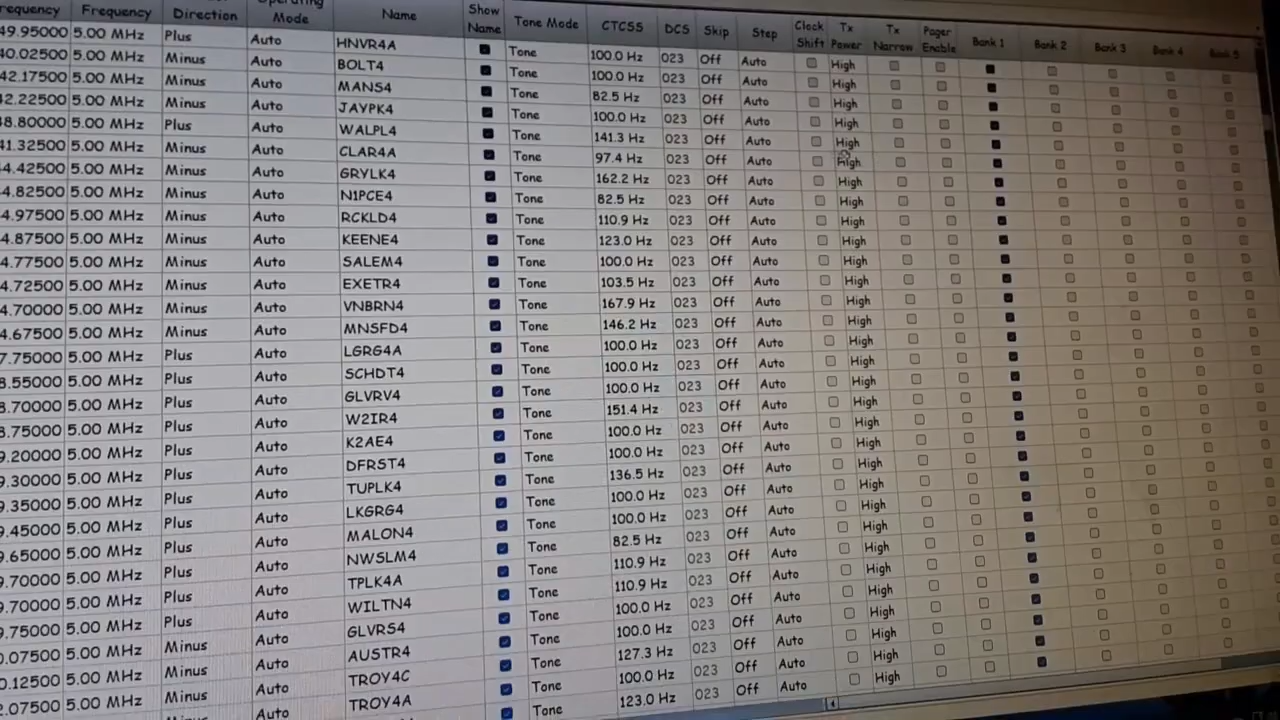 requency Frequency Direction Operating Mode Name Show Name Tone Mode CTCSS DCS Skip Step Clock Shift Tx Power Tx Narrow Pager Enable Bank 1 Bank 2 Bank 3 Bank 4 Bank 5
49.95000 5.00 MHz Plus Auto HNVR4A Tone 100.0 Hz 023 Off Auto High
40.02500 5.00 MHz Minus Auto BOLT4 Tone 100.0 Hz 023 Off Auto High
42.17500 5.00 MHz Minus Auto MANS4 Tone 82.5 Hz 023 Off Auto High
42.22500 5.00 MHz Minus Auto JAYPK4 Tone 100.0 Hz 023 Off Auto High
48.80000 5.00 MHz Plus Auto WALPL4 Tone 141.3 Hz 023 Off Auto High
41.32500 5.00 MHz Minus Auto CLAR4A Tone 97.4 Hz 023 Off Auto High
4.42500 5.00 MHz Minus Auto GRYLK4 Tone 162.2 Hz 023 Off Auto High
4.82500 5.00 MHz Minus Auto N1PCE4 Tone 82.5 Hz 023 Off Auto High
4.97500 5.00 MHz Minus Auto RCKLD4 Tone 110.9 Hz 023 Off Auto High
4.87500 5.00 MHz Minus Auto KEENE4 Tone 123.0 Hz 023 Off Auto High
4.77500 5.00 MHz Minus Auto SALEM4 Tone 100.0 Hz 023 Off Auto High
4.72500 5.00 MHz Minus Auto EXETR4 Tone 103.5 Hz 023 Off Auto High
4.70000 5.00 MHz Minus Auto VNBRN4 Tone 167.9 Hz 023 Off Auto High
4.67500 5.00 MHz Minus Auto MNSFD4 Tone 146.2 Hz 023 Off Auto High
7.75000 5.00 MHz Plus Auto LGRG4A Tone 100.0 Hz 023 Off Auto High
8.55000 5.00 MHz Plus Auto SCHDT4 Tone 100.0 Hz 023 Off Auto High
8.70000 5.00 MHz Plus Auto GLVRV4 Tone 100.0 Hz 023 Off Auto High
8.75000 5.00 MHz Plus Auto W2IR4 Tone 151.4 Hz 023 Off Auto High
9.20000 5.00 MHz Plus Auto K2AE4 Tone 100.0 Hz 023 Off Auto High
9.30000 5.00 MHz Plus Auto DFRST4 Tone 100.0 Hz 023 Off Auto High
9.35000 5.00 MHz Plus Auto TUPLK4 Tone 136.5 Hz 023 Off Auto High
9.45000 5.00 MHz Plus Auto LKGRG4 Tone 100.0 Hz 023 Off Auto High
9.65000 5.00 MHz Plus Auto MALON4 Tone 100.0 Hz 023 Off Auto High
9.70000 5.00 MHz Plus Auto NWSLM4 Tone 82.5 Hz 023 Off Auto High
9.70000 5.00 MHz Plus Auto TPLK4A Tone 110.9 Hz 023 Off Auto High
9.75000 5.00 MHz Plus Auto WILTN4 Tone 110.9 Hz 023 Off Auto High
0.07500 5.00 MHz Minus Auto GLVRS4 Tone 100.0 Hz 023 Off Auto High
0.12500 5.00 MHz Minus Auto AUSTR4 Tone 100.0 Hz 023 Off Auto High
2.07500 5.00 MHz Minus Auto TROY4C Tone 127.3 Hz 023 Off Auto High
Auto TROY4A Tone 100.0 Hz 023 Off Auto High
Tone 123.0 Hz 023 Off Auto High